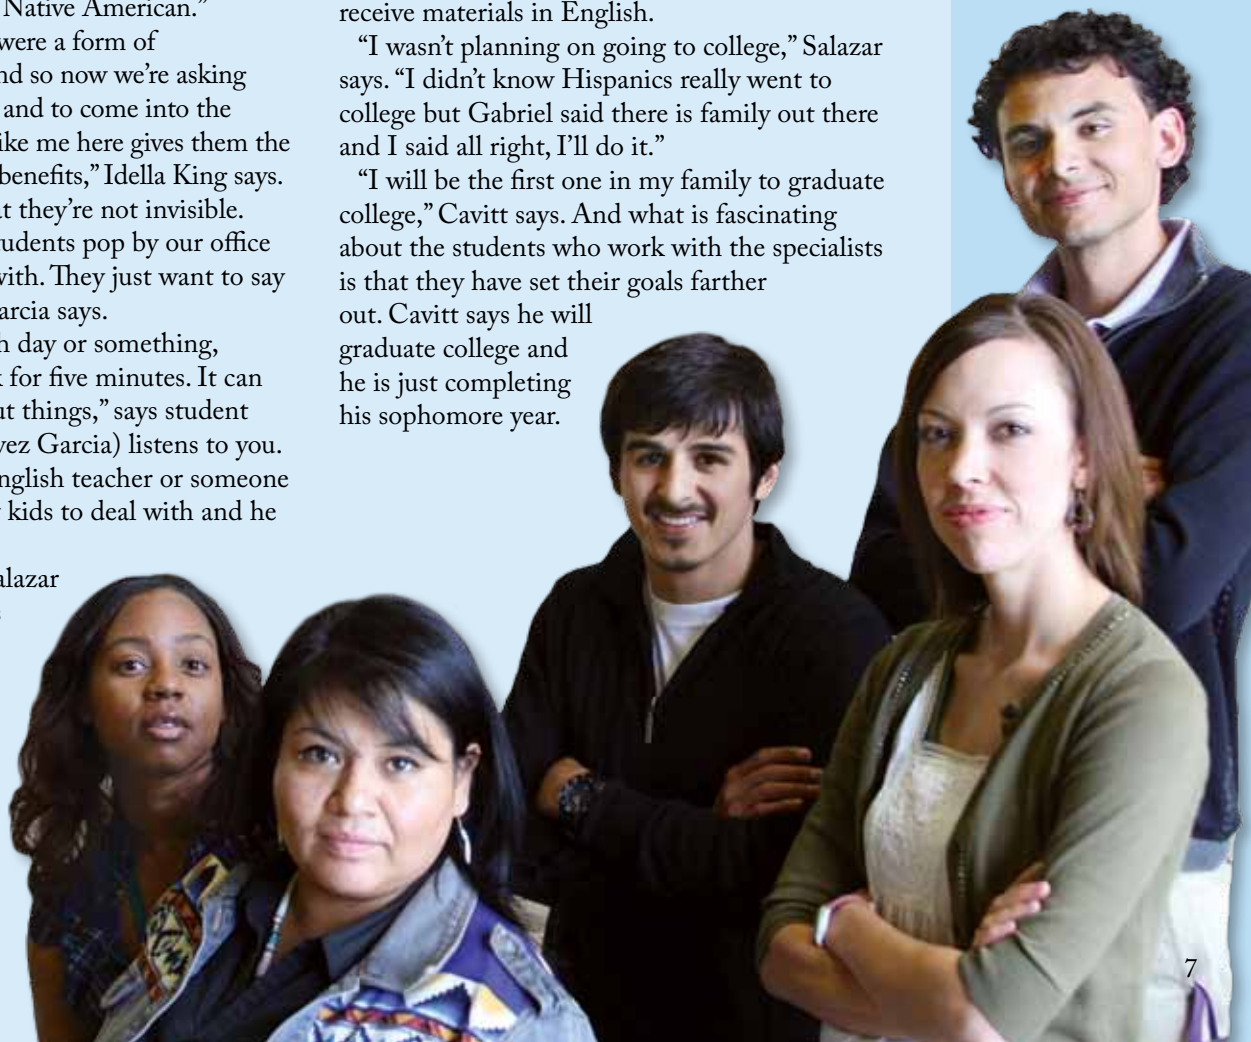 Native American.”
were a form of
nd so now we’re asking
and to come into the
ike me here gives them the
benefits,” Idella King says.
at they’re not invisible.
tudents pop by our office
with. They just want to say
arcia says.
h day or something,
k for five minutes. It can
ut things,” says student
vez Garcia) listens to you.
nglish teacher or someone
y kids to deal with and he
alazar
s
receive materials in English.
“I wasn’t planning on going to college,” Salazar
says. “I didn’t know Hispanics really went to
college but Gabriel said there is family out there
and I said all right, I’ll do it.”
“I will be the first one in my family to graduate
college,” Cavitt says. And what is fascinating
about the students who work with the specialists
is that they have set their goals farther
out. Cavitt says he will
graduate college and
he is just completing
his sophomore year.
7